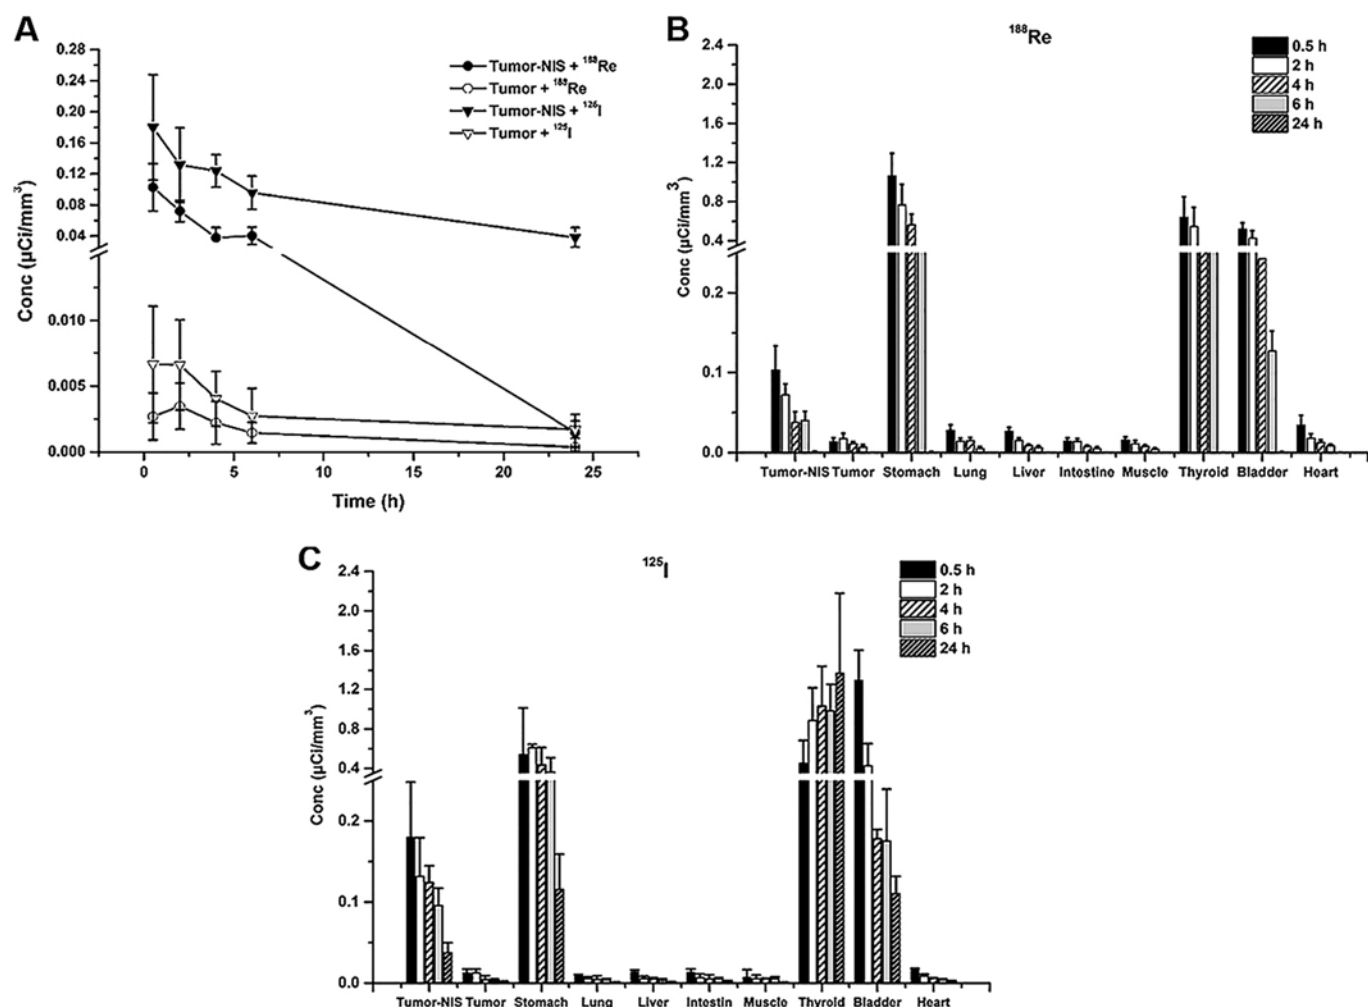 A
0.28
0.24
0.20
0.16
0.12
0.08
0.04
0.010
0.005
0.000
Conc (µCi/mm³)
0 5 10 15 20 25
Time (h)
Tumor-NIS + ¹⁸⁸Re
Tumor + ¹⁸⁸Re
Tumor-NIS + ¹²⁵I
Tumor + ¹²⁵I
B
¹⁸⁸Re
2.4
2.0
1.6
1.2
0.8
0.4
0.2
0.1
0.0
Conc (µCi/mm³)
0.5 h
2 h
4 h
6 h
24 h
Tumor-NIS Tumor Stomach Lung Liver Intestine Muscle Thyroid Bladder Heart
C
¹²⁵I
2.4
2.0
1.6
1.2
0.8
0.4
0.2
0.1
0.0
Conc (µCi/mm³)
0.5 h
2 h
4 h
6 h
24 h
Tumor-NIS Tumor Stomach Lung Liver Intestin Muscle Thyroid Bladder Heart